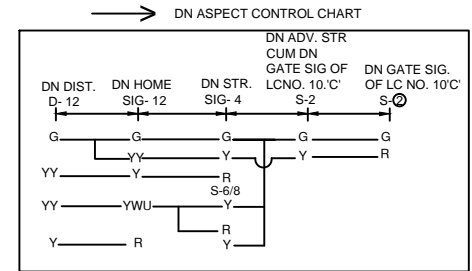 DN ASPECT CONTROL CHART
DN ADV. STR
CUM DN
GATE SIG OF
LCNO. 10.'C'
S-2
DN GATE SIG.
OF LC NO. 10'C'
S-②
DN DIST.
D- 12
DN HOME
SIG- 12
DN STR.
SIG- 4
G G G G G
YY Y Y R
YY Y R
S-6/8
YY YWU Y
R
Y R Y